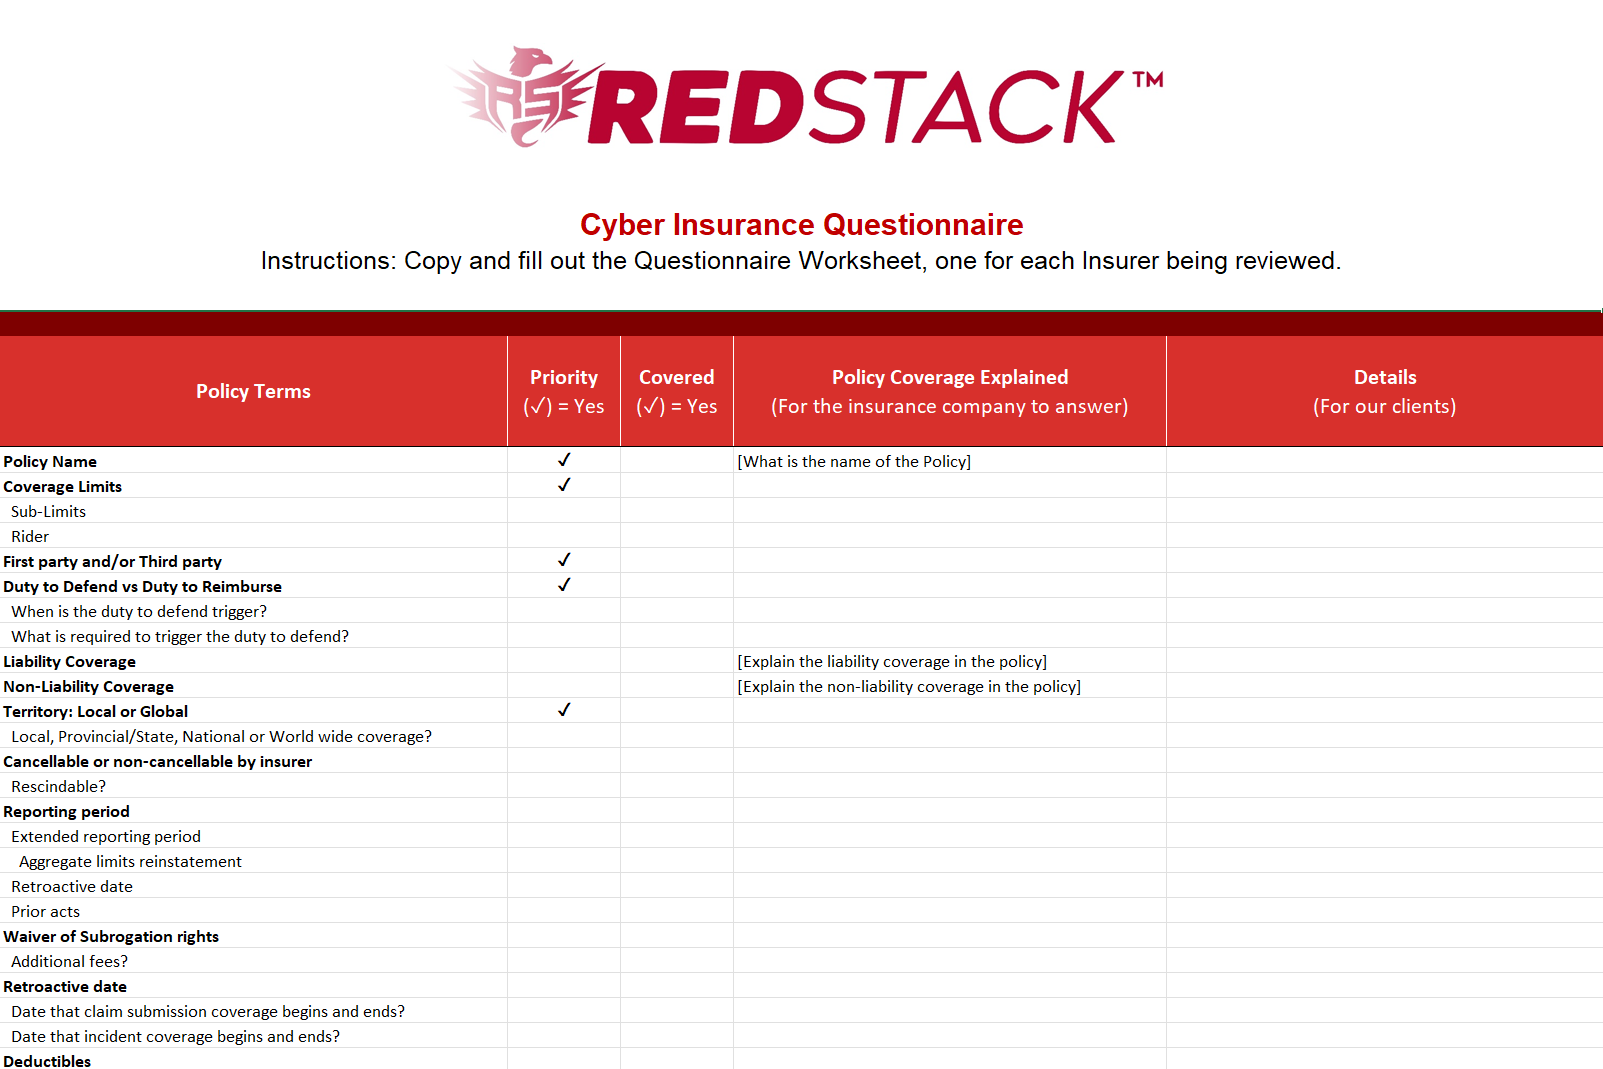 RS REDSTACK™
Cyber Insurance Questionnaire
Instructions: Copy and fill out the Questionnaire Worksheet, one for each Insurer being reviewed.
Policy Terms
Priority
(✓) = Yes
Covered
(✓) = Yes
Policy Coverage Explained
(For the insurance company to answer)
Details
(For our clients)
Policy Name ✓ [What is the name of the Policy]
Coverage Limits ✓
Sub-Limits
Rider
First party and/or Third party ✓
Duty to Defend vs Duty to Reimburse ✓
When is the duty to defend trigger?
What is required to trigger the duty to defend?
Liability Coverage [Explain the liability coverage in the policy]
Non-Liability Coverage [Explain the non-liability coverage in the policy]
Territory: Local or Global ✓
Local, Provincial/State, National or World wide coverage?
Cancellable or non-cancellable by insurer
Rescindable?
Reporting period
Extended reporting period
Aggregate limits reinstatement
Retroactive date
Prior acts
Waiver of Subrogation rights
Additional fees?
Retroactive date
Date that claim submission coverage begins and ends?
Date that incident coverage begins and ends?
Deductibles